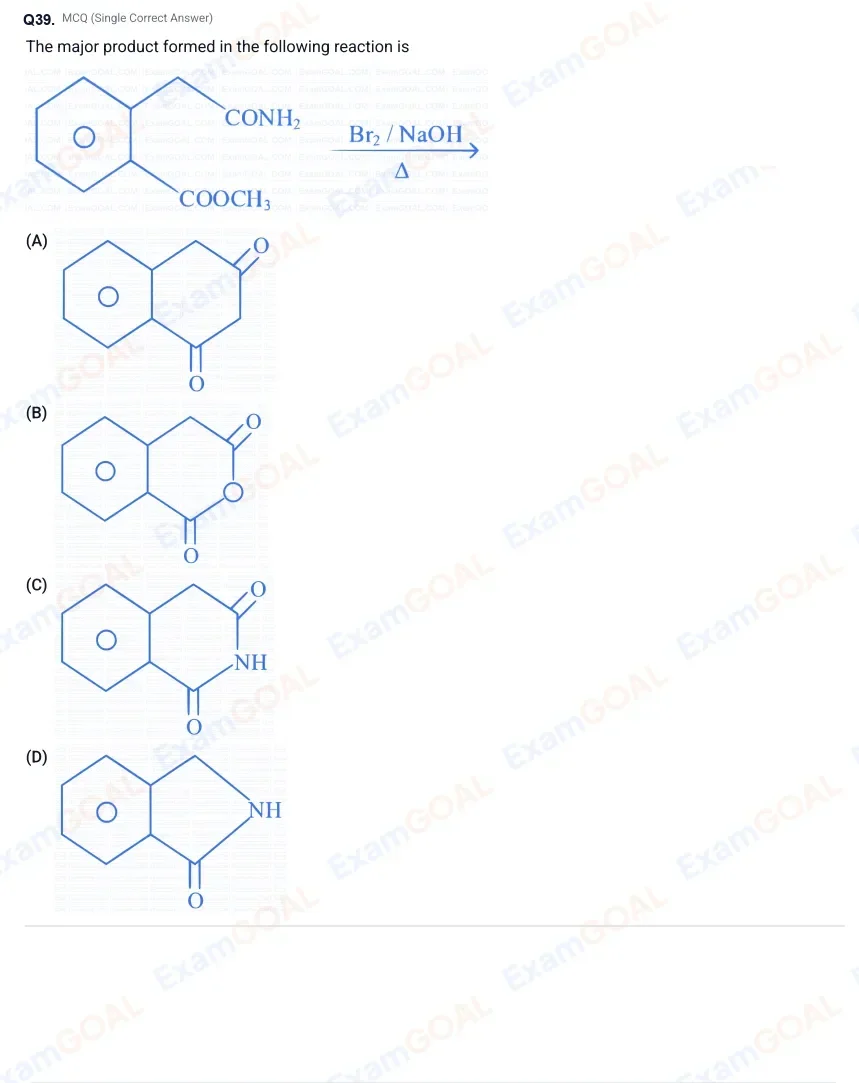 Q39. MCQ (Single Correct Answer)
The major product formed in the following reaction is
CONH₂
Br₂ / NaOH
Δ
COOCH₃
(A)
O
O
(B)
O
O
O
(C)
O
NH
O
(D)
NH
O
ExamGOAL